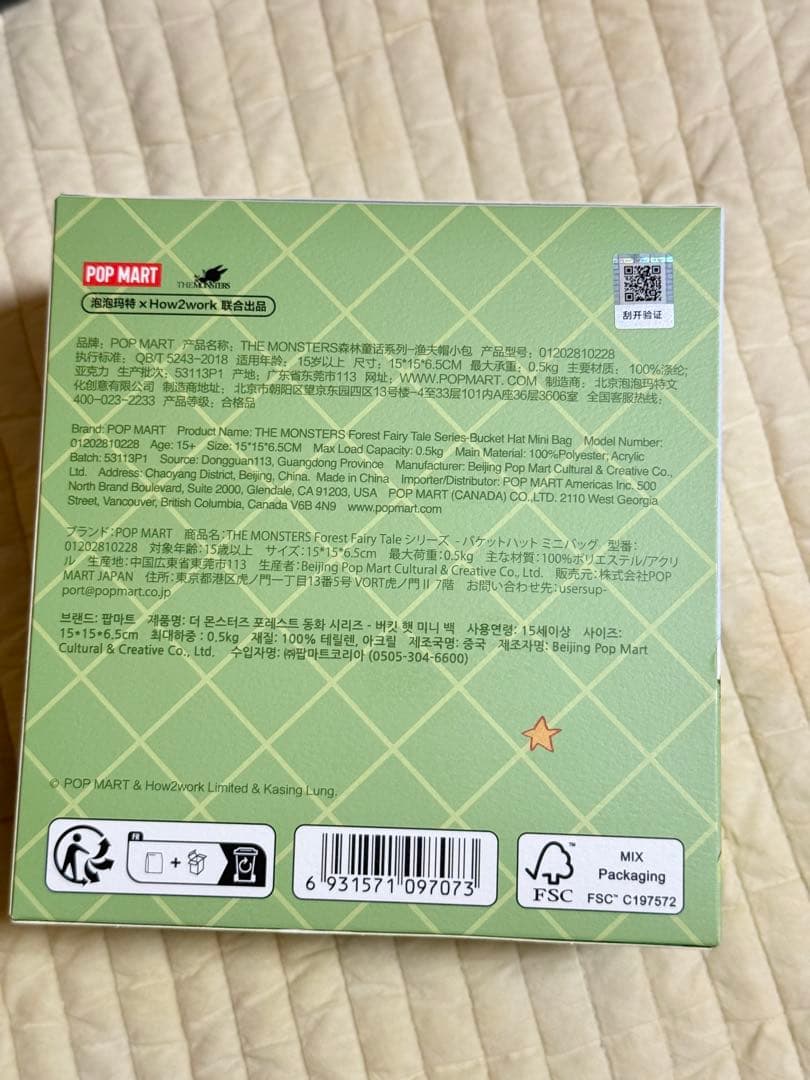 POP MART
THE MONSTERS
泡泡玛特 × How2work 联合出品
刮开验证
品牌: POP MART 产品名称: THE MONSTERS森林童话系列-渔夫帽小包 产品型号: 01202810228
执行标准: QB/T 5243-2018 适用年龄: 15岁以上 尺寸: 15*15*6.5CM 最大承重: 0.5kg 主要材质: 100%涤纶;
亚克力 生产批次: 53113P1 产地: 广东省东莞市113 网址: WWW.POPMART.COM 制造商: 北京泡泡玛特文
化创意有限公司 制造商地址: 北京市朝阳区望京东园四区13号楼-4至33层101内A座36层3606室 全国客服热线:
400-023-2233 产品等级: 合格品
Brand: POP MART Product Name: THE MONSTERS Forest Fairy Tale Series-Bucket Hat Mini Bag Model Number:
01202810228 Age: 15+ Size: 15*15*6.5CM Max Load Capacity: 0.5kg Main Material: 100%Polyester; Acrylic
Batch: 53113P1 Source: Dongguan113, Guangdong Province Manufacturer: Beijing Pop Mart Cultural & Creative Co.,
Ltd. Address: Chaoyang District, Beijing, China. Made in China Importer/Distributor: POP MART Americas Inc. 500
North Brand Boulevard, Suite 2000, Glendale, CA 91203, USA POP MART (CANADA) CO.,LTD. 2110 West Georgia
Street, Vancouver, British Columbia, Canada V6B 4N9 www.popmart.com
ブランド:POP MART 商品名:THE MONSTERS Forest Fairy Tale シリーズ - バケットハット ミニバッグ 型番:
01202810228 対象年齢:15歳以上 サイズ:15*15*6.5cm 最大荷重:0.5kg 主な材質:100%ポリエステル/アクリ
ル 生産地:中国広東省東莞市113 生産者:Beijing Pop Mart Cultural & Creative Co., Ltd. 販売元:株式会社POP
MART JAPAN 住所:東京都港区虎ノ門一丁目13番5号 VORT虎ノ門Ⅱ 7階 お問い合わせ先:usersup-
port@popmart.co.jp
브랜드: 팝마트 제품명: 더 몬스터즈 포레스트 동화 시리즈 - 버킷 햇 미니 백 사용연령: 15세이상 사이즈:
15*15*6.5cm 최대하중 : 0.5kg 재질: 100% 테릴렌, 아크릴 제조국명: 중국 제조자명: Beijing Pop Mart
Cultural & Creative Co., Ltd. 수입자명: ㈜팝마트코리아 (0505-304-6600)
© POP MART & How2work Limited & Kasing Lung.
FR
+
6 931571 097073
FSC™
MIX
Packaging
FSC™ C197572